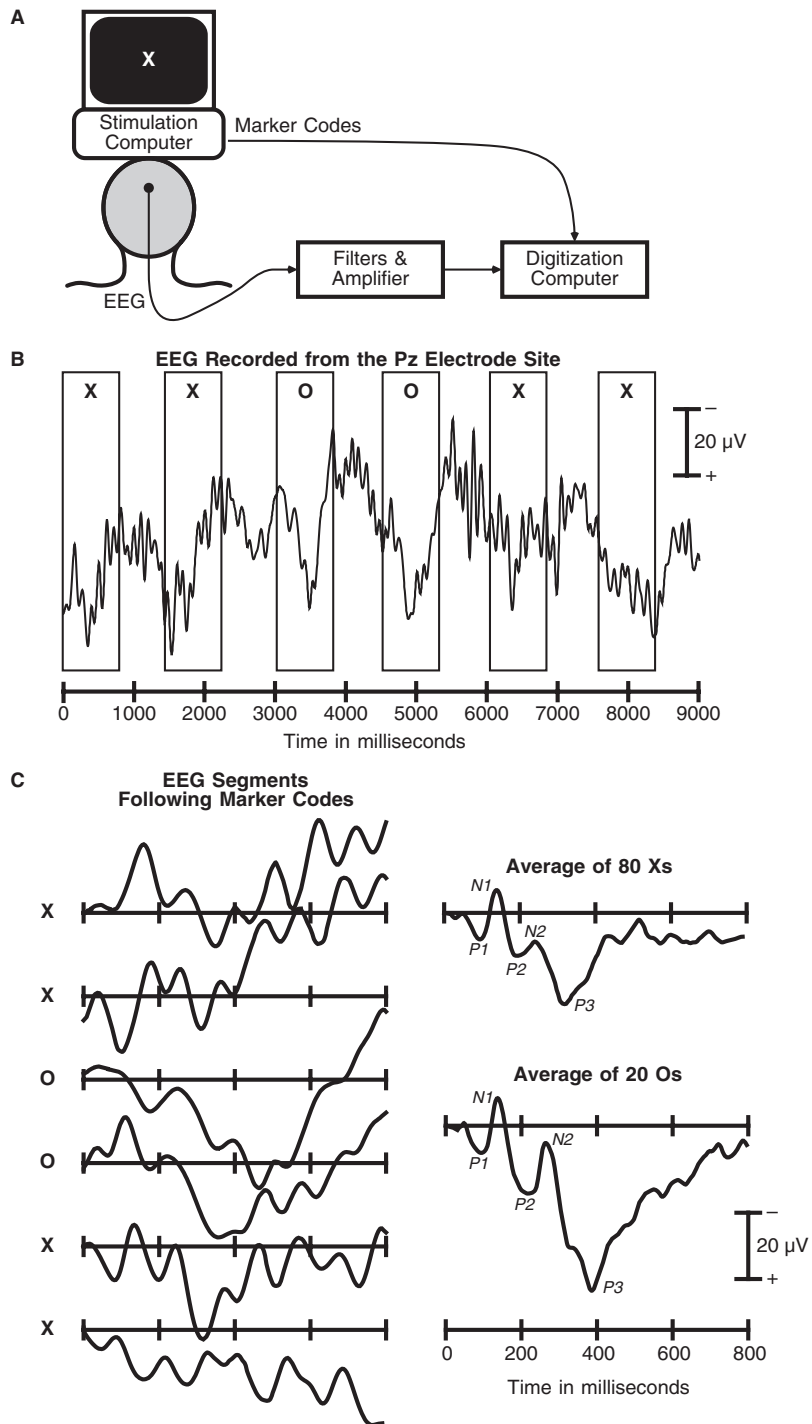 A
X
Stimulation
Computer
Marker Codes
Filters &
Amplifier
Digitization
Computer
EEG
B
EEG Recorded from the Pz Electrode Site
X X O O X X
–
20 µV
+
0 1000 2000 3000 4000 5000 6000 7000 8000 9000
Time in milliseconds
C
EEG Segments
Following Marker Codes
X
X
O
O
X
X
Average of 80 Xs
N1
P1
N2
P2
P3
Average of 20 Os
N1
P1
N2
P2
P3
–
20 µV
+
0 200 400 600 800
Time in milliseconds